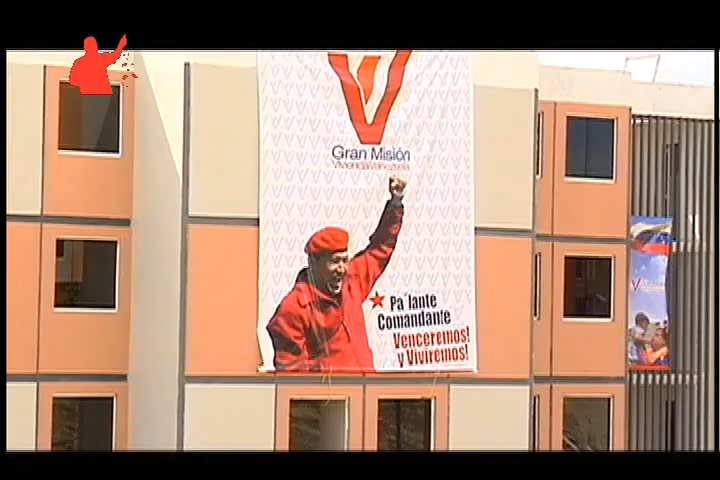 Gran Misión
Vivienda Venezuela
Pa'lante
Comandante
Venceremos!
y Viviremos!